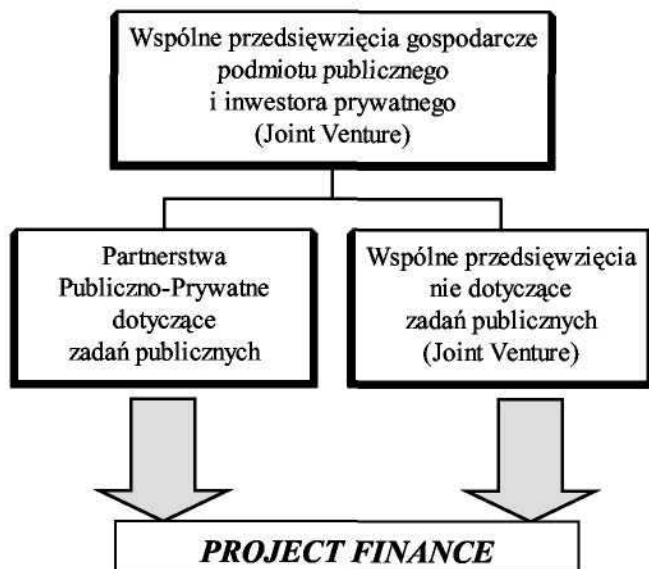 Wspólne przedsięwzięcia gospodarcze
podmiotu publicznego
i inwestora prywatnego
(Joint Venture)
Partnerstwa
Publiczno-Prywatne
dotyczące
zadań publicznych
Wspólne przedsięwzięcia
nie dotyczące
zadań publicznych
(Joint Venture)
PROJECT FINANCE